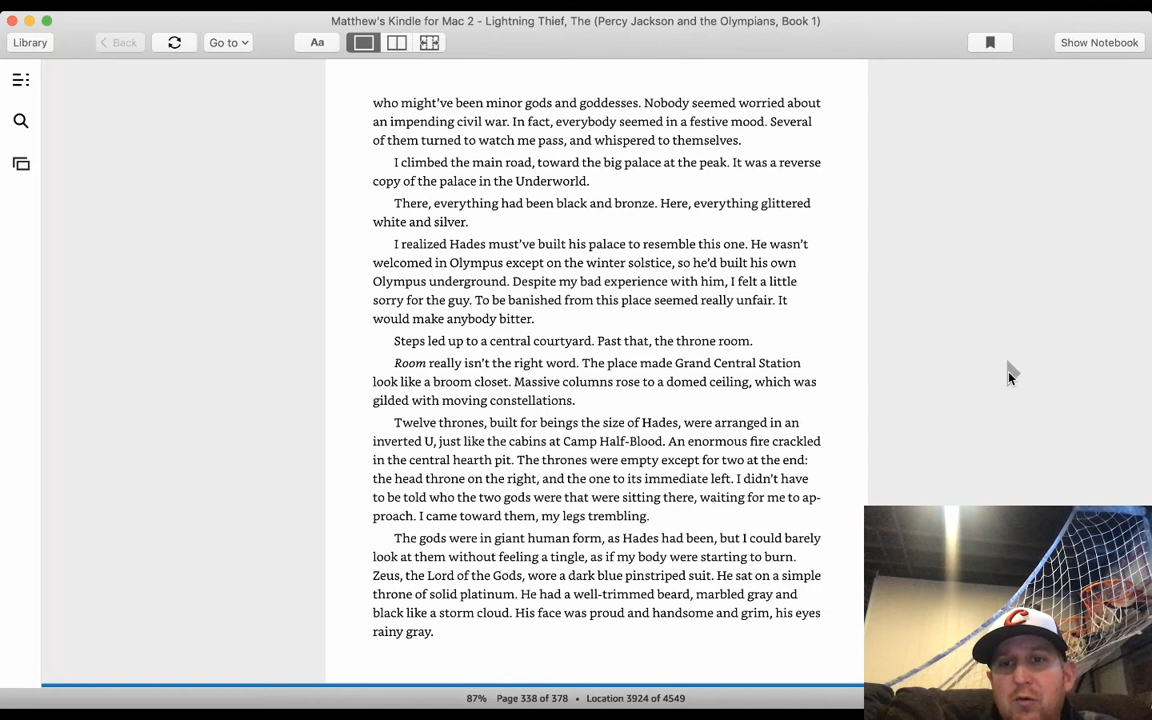 Matthew's Kindle for Mac 2 - Lightning Thief, The (Percy Jackson and the Olympians, Book 1)
Library
Back
Go to
Aa
Show Notebook
who might've been minor gods and goddesses. Nobody seemed worried about
an impending civil war. In fact, everybody seemed in a festive mood. Several
of them turned to watch me pass, and whispered to themselves.
I climbed the main road, toward the big palace at the peak. It was a reverse
copy of the palace in the Underworld.
There, everything had been black and bronze. Here, everything glittered
white and silver.
I realized Hades must've built his palace to resemble this one. He wasn't
welcomed in Olympus except on the winter solstice, so he'd built his own
Olympus underground. Despite my bad experience with him, I felt a little
sorry for the guy. To be banished from this place seemed really unfair. It
would make anybody bitter.
Steps led up to a central courtyard. Past that, the throne room.
Room really isn't the right word. The place made Grand Central Station
look like a broom closet. Massive columns rose to a domed ceiling, which was
gilded with moving constellations.
Twelve thrones, built for beings the size of Hades, were arranged in an
inverted U, just like the cabins at Camp Half-Blood. An enormous fire crackled
in the central hearth pit. The thrones were empty except for two at the end:
the head throne on the right, and the one to its immediate left. I didn't have
to be told who the two gods were that were sitting there, waiting for me to ap-
proach. I came toward them, my legs trembling.
The gods were in giant human form, as Hades had been, but I could barely
look at them without feeling a tingle, as if my body were starting to burn.
Zeus, the Lord of the Gods, wore a dark blue pinstriped suit. He sat on a simple
throne of solid platinum. He had a well-trimmed beard, marbled gray and
black like a storm cloud. His face was proud and handsome and grim, his eyes
rainy gray.
87% Page 338 of 378 • Location 3924 of 4549
C